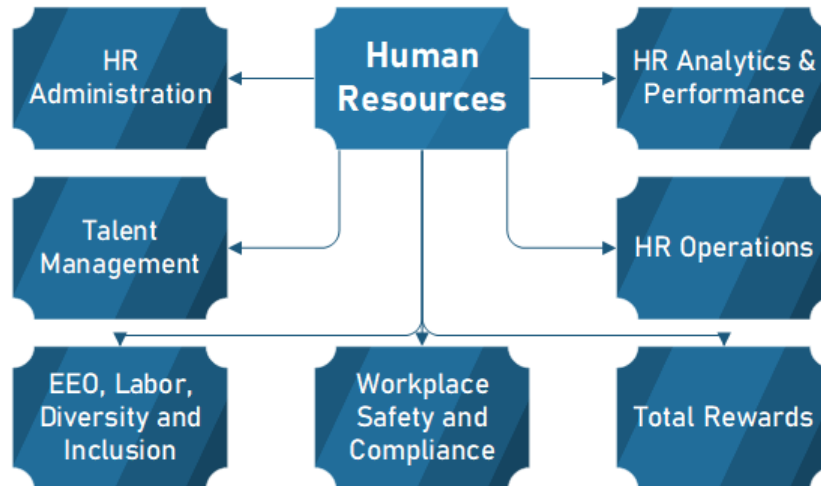 HR
Administration
Human
Resources
HR Analytics &
Performance
Talent
Management
HR Operations
EEO, Labor,
Diversity and
Inclusion
Workplace
Safety and
Compliance
Total Rewards